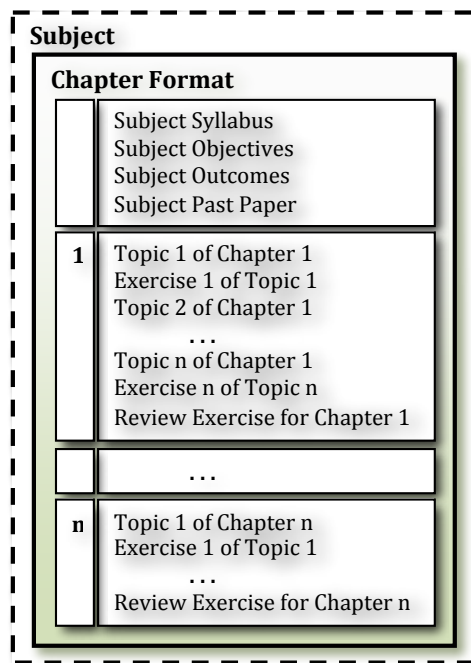 Subject
Chapter Format
Subject Syllabus
Subject Objectives
Subject Outcomes
Subject Past Paper
1
Topic 1 of Chapter 1
Exercise 1 of Topic 1
Topic 2 of Chapter 1
...
Topic n of Chapter 1
Exercise n of Topic n
Review Exercise for Chapter 1
...
n
Topic 1 of Chapter n
Exercise 1 of Topic 1
...
Review Exercise for Chapter n